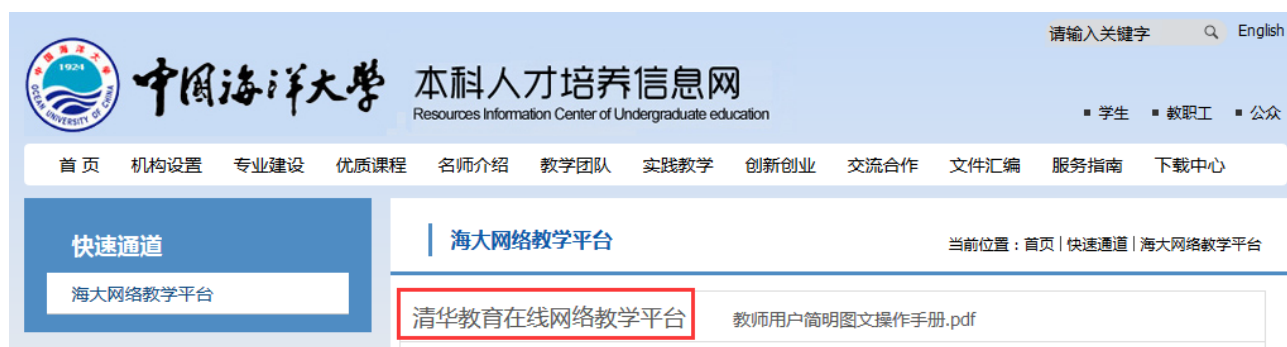 请输入关键字 English
中国海洋大学
1924
OCEAN UNIVERSITY OF CHINA
本科人才培养信息网
Resources Information Center of Undergraduate education
学生 教职工 公众
首页 机构设置 专业建设 优质课程 名师介绍 教学团队 实践教学 创新创业 交流合作 文件汇编 服务指南 下载中心
快速通道
海大网络教学平台
海大网络教学平台
当前位置：首页 | 快速通道 | 海大网络教学平台
清华教育在线网络教学平台 教师用户简明图文操作手册.pdf